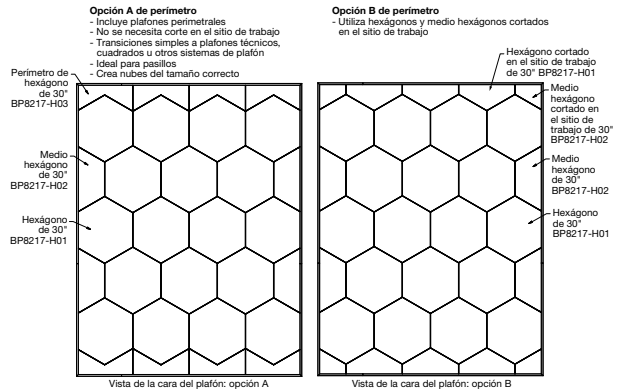 Opción A de perímetro
- Incluye plafones perimetrales
- No se necesita corte en el sitio de trabajo
- Transiciones simples a plafones técnicos,
cuadrados u otros sistemas de plafón
- Ideal para pasillos
- Crea nubes del tamaño correcto
Perímetro de
hexágono
de 30"
BP8217-H03
Medio
hexágono
de 30"
BP8217-H02
Hexágono
de 30"
BP8217-H01
Vista de la cara del plafón: opción A
Opción B de perímetro
- Utiliza hexágonos y medio hexágonos cortados
en el sitio de trabajo
Hexágono cortado
en el sitio de trabajo
de 30" BP8217-H01
Medio
hexágono
cortado en
el sitio de
trabajo de 30"
BP8217-H02
Medio
hexágono
de 30"
BP8217-H02
Hexágono
de 30"
BP8217-H01
Vista de la cara del plafón: opción B